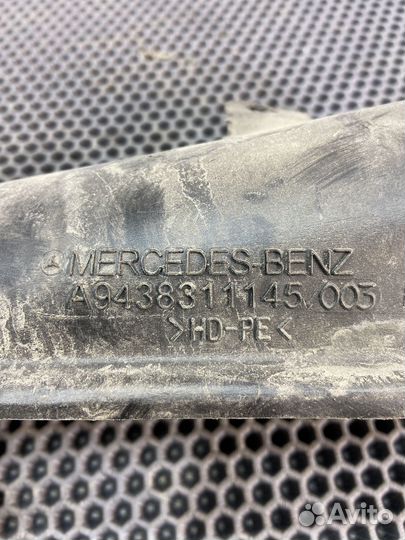 MERCEDES-BENZ
A9438311145.003
>HD-PE<
Avito